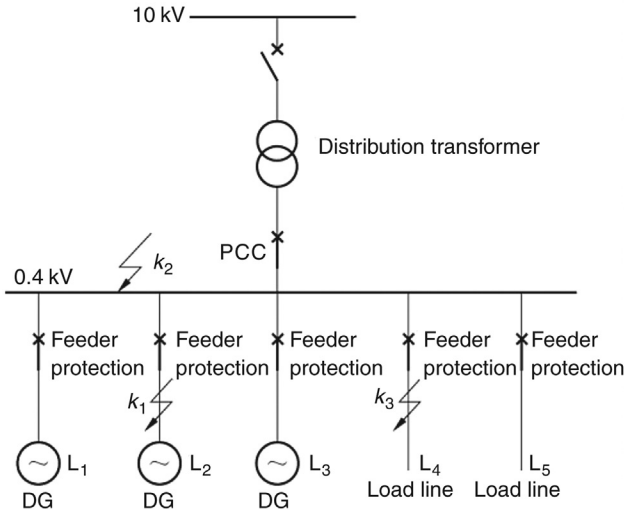 10 kV
Distribution transformer
PCC
k2
0.4 kV
Feeder protection
Feeder protection
Feeder protection
Feeder protection
Feeder protection
k1
k3
L1
L2
L3
L4
L5
DG
DG
DG
Load line
Load line